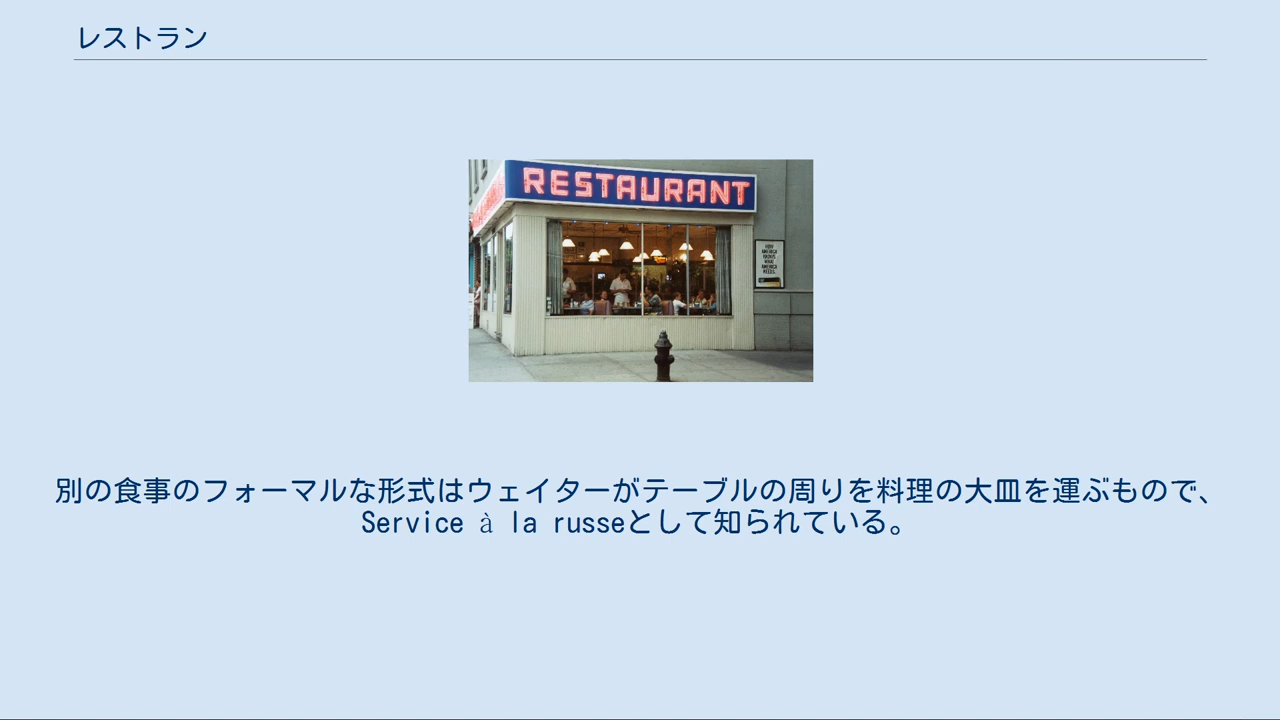 レストラン
RESTAURANT
別の食事のフォーマルな形式はウェイターがテーブルの周りを料理の大皿を運ぶもので、
Service à la russeとして知られている。